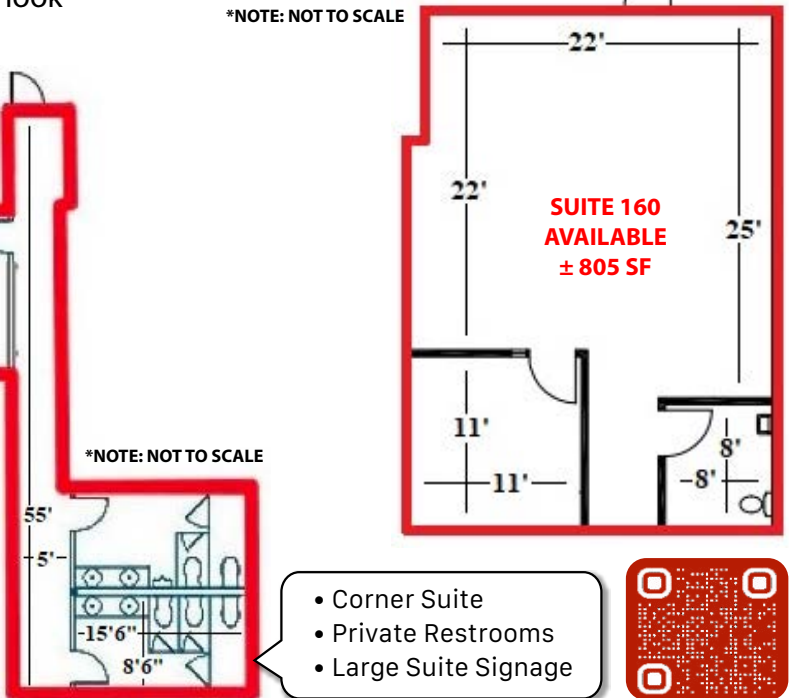 *NOTE: NOT TO SCALE
22'
22'
SUITE 160
AVAILABLE
± 805 SF
25'
11'
11'
8'
8'
*NOTE: NOT TO SCALE
55'
5'
15'6"
8'6"
• Corner Suite
• Private Restrooms
• Large Suite Signage